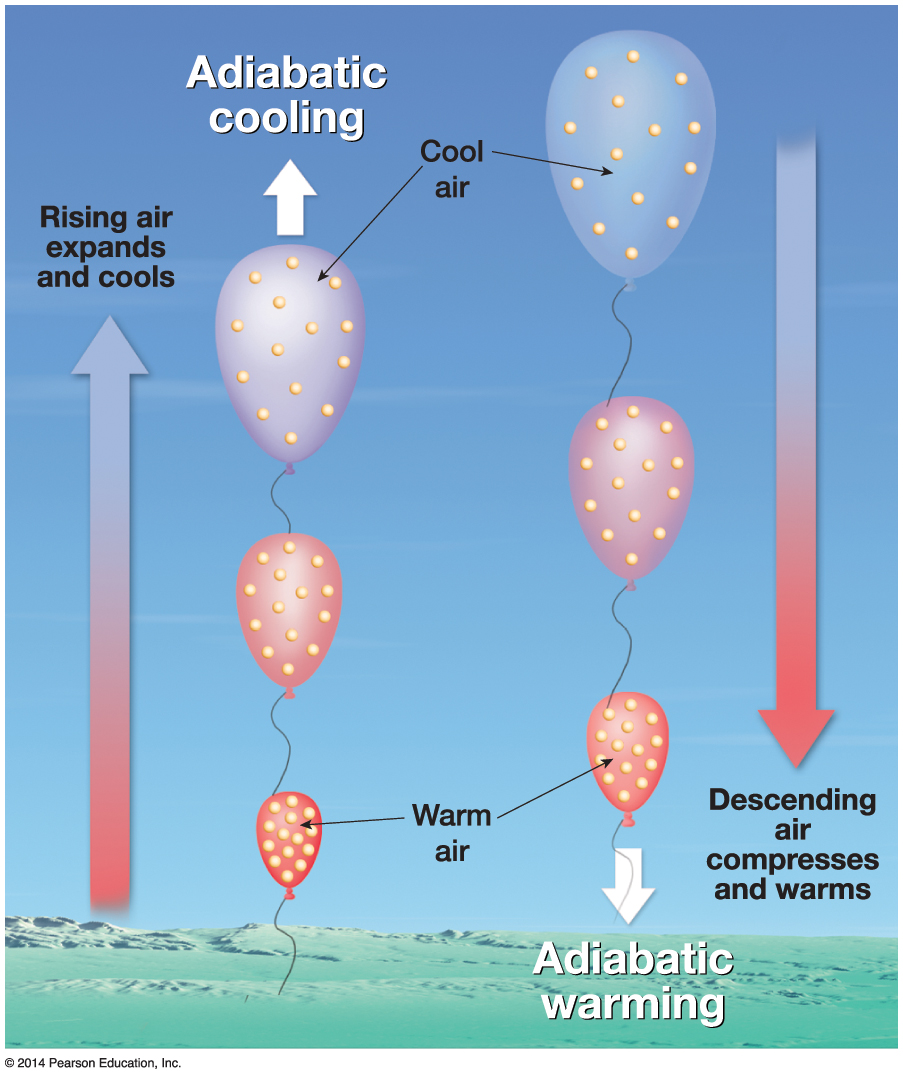 Adiabatic
cooling
Cool
air
Rising air
expands
and cools
Warm
air
Descending
air
compresses
and warms
Adiabatic
warming
© 2014 Pearson Education, Inc.